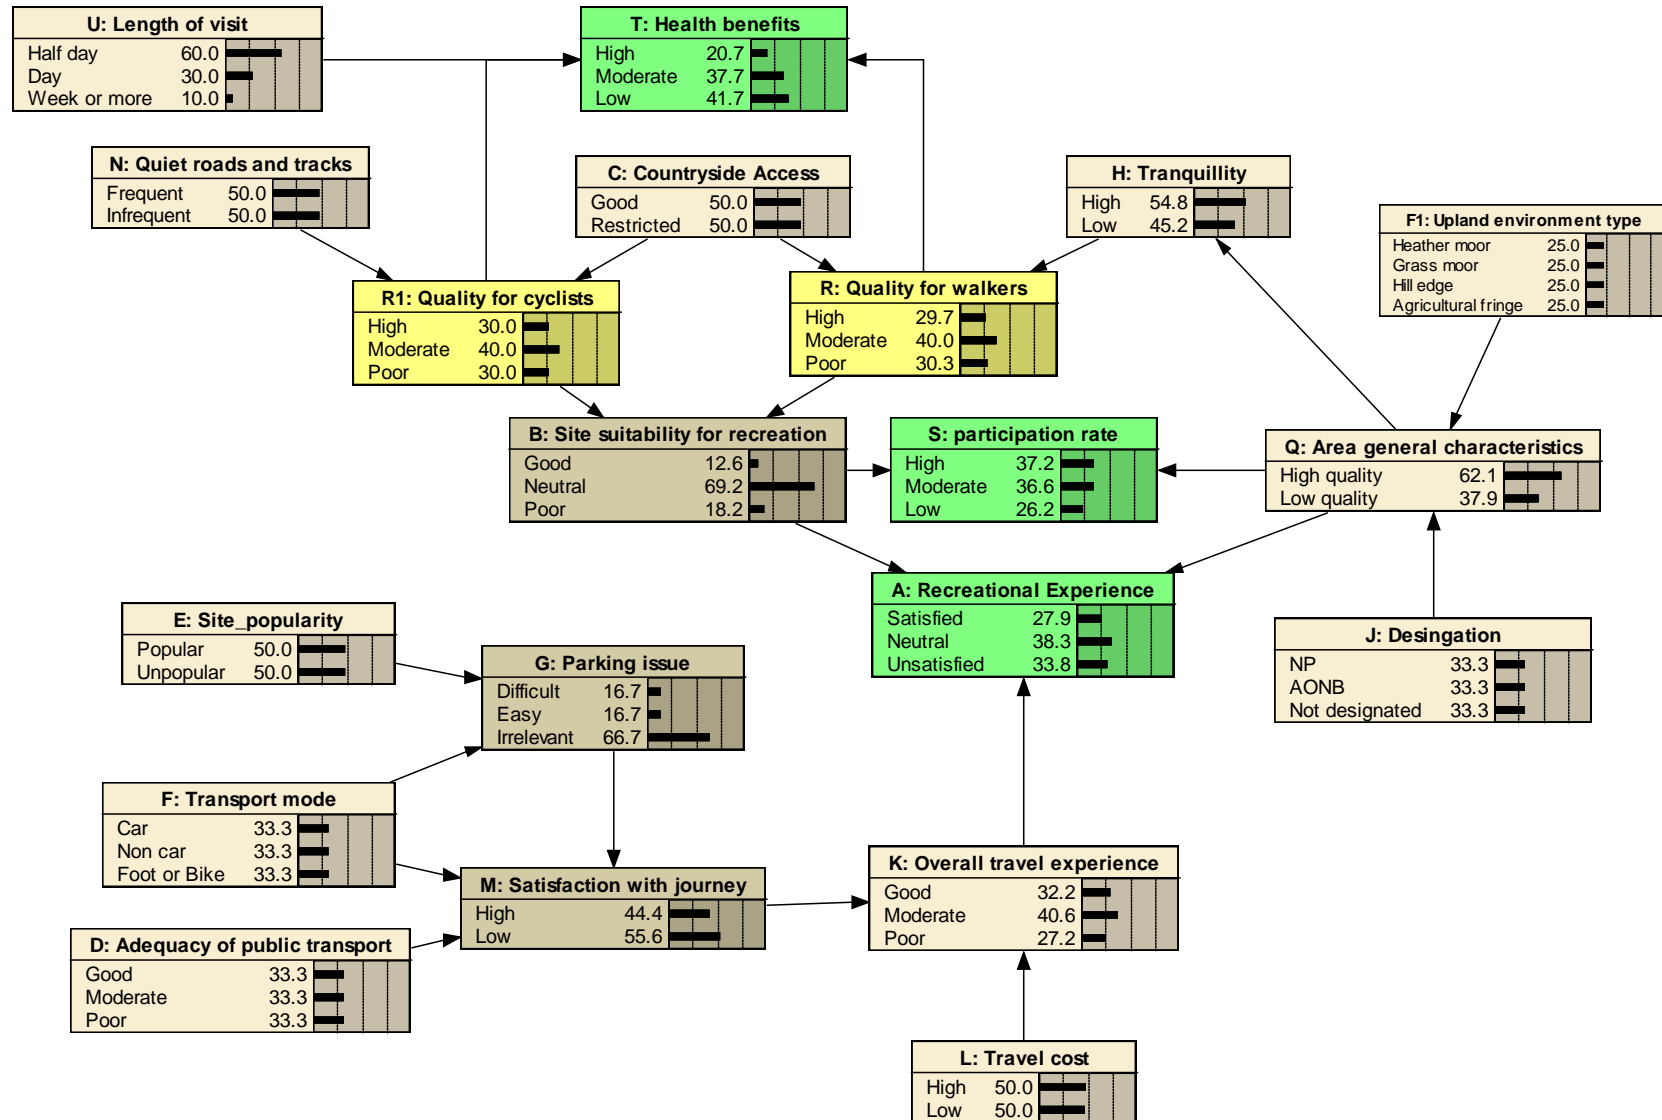 U: Length of visit
Half day 60.0
Day 30.0
Week or more 10.0
T: Health benefits
High 20.7
Moderate 37.7
Low 41.7
N: Quiet roads and tracks
Frequent 50.0
Infrequent 50.0
C: Countryside Access
Good 50.0
Restricted 50.0
H: Tranquillity
High 54.8
Low 45.2
F1: Upland environment type
Heather moor 25.0
Grass moor 25.0
Hill edge 25.0
Agricultural fringe 25.0
R1: Quality for cyclists
High 30.0
Moderate 40.0
Poor 30.0
R: Quality for walkers
High 29.7
Moderate 40.0
Poor 30.3
B: Site suitability for recreation
Good 12.6
Neutral 69.2
Poor 18.2
S: participation rate
High 37.2
Moderate 36.6
Low 26.2
Q: Area general characteristics
High quality 62.1
Low quality 37.9
A: Recreational Experience
Satisfied 27.9
Neutral 38.3
Unsatisfied 33.8
E: Site_popularity
Popular 50.0
Unpopular 50.0
G: Parking issue
Difficult 16.7
Easy 16.7
Irrelevant 66.7
J: Desingation
NP 33.3
AONB 33.3
Not designated 33.3
F: Transport mode
Car 33.3
Non car 33.3
Foot or Bike 33.3
M: Satisfaction with journey
High 44.4
Low 55.6
K: Overall travel experience
Good 32.2
Moderate 40.6
Poor 27.2
D: Adequacy of public transport
Good 33.3
Moderate 33.3
Poor 33.3
L: Travel cost
High 50.0
Low 50.0